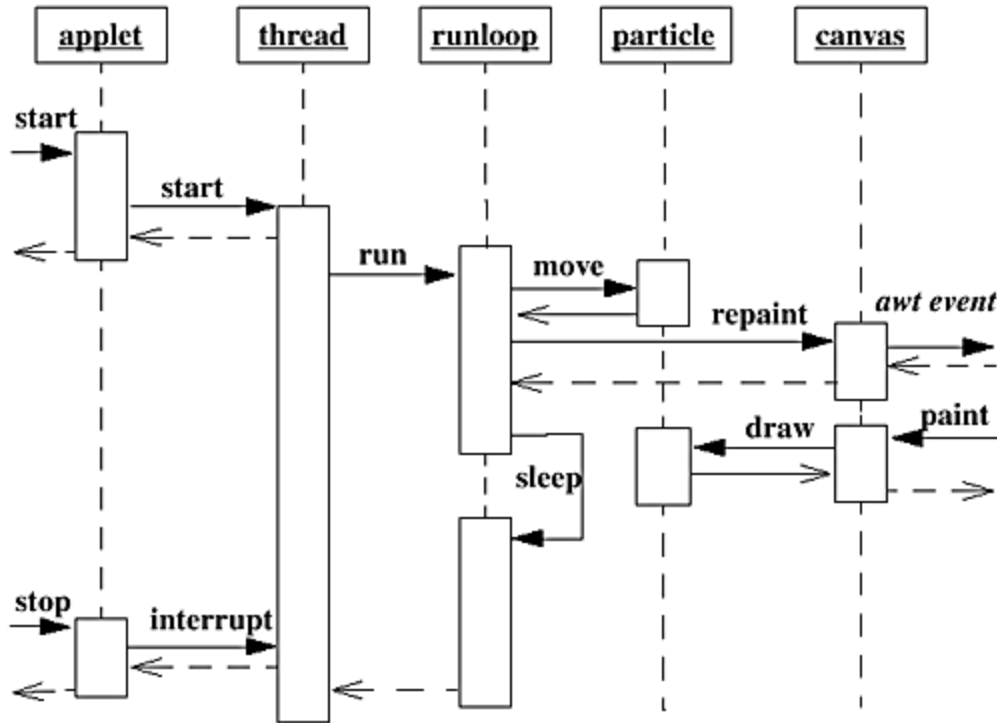 applet
thread
runloop
particle
canvas
start
start
run
move
repaint
awt event
paint
draw
sleep
stop
interrupt